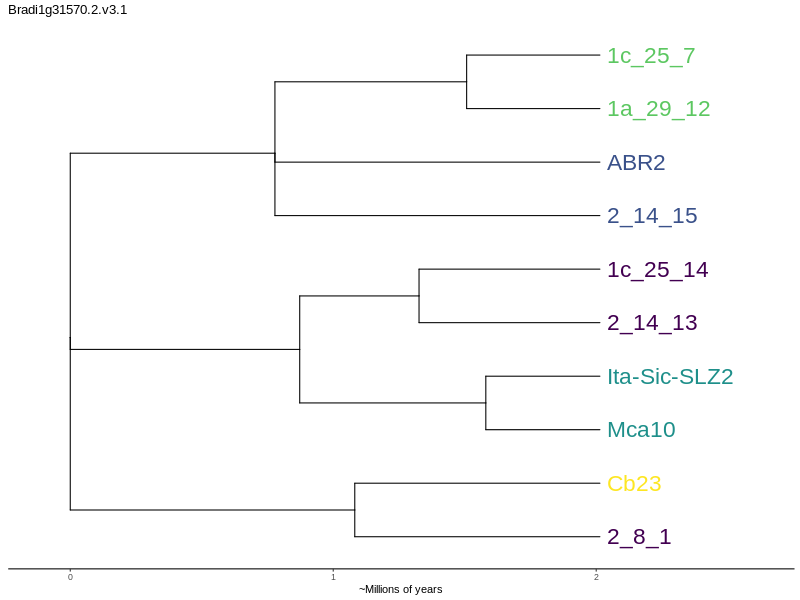 Bradi1g31570.2.v3.1
1c_25_7
1a_29_12
ABR2
2_14_15
1c_25_14
2_14_13
Ita-Sic-SLZ2
Mca10
Cb23
2_8_1
0 1 2
~Millions of years